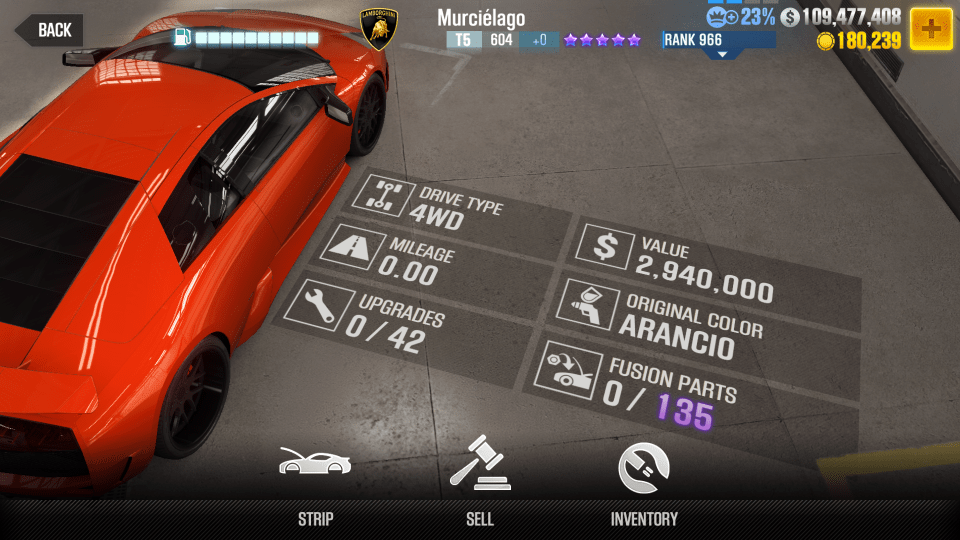 BACK
LAMBORGHINI
Murciélago
T5 604 +0
RANK 966
23% $ 109,477,408
180,239
DRIVE TYPE
4WD
MILEAGE
0.00
UPGRADES
0 / 42
$ VALUE
2,940,000
ORIGINAL COLOR
ARANCIO
FUSION PARTS
0 / 135
STRIP
SELL
INVENTORY